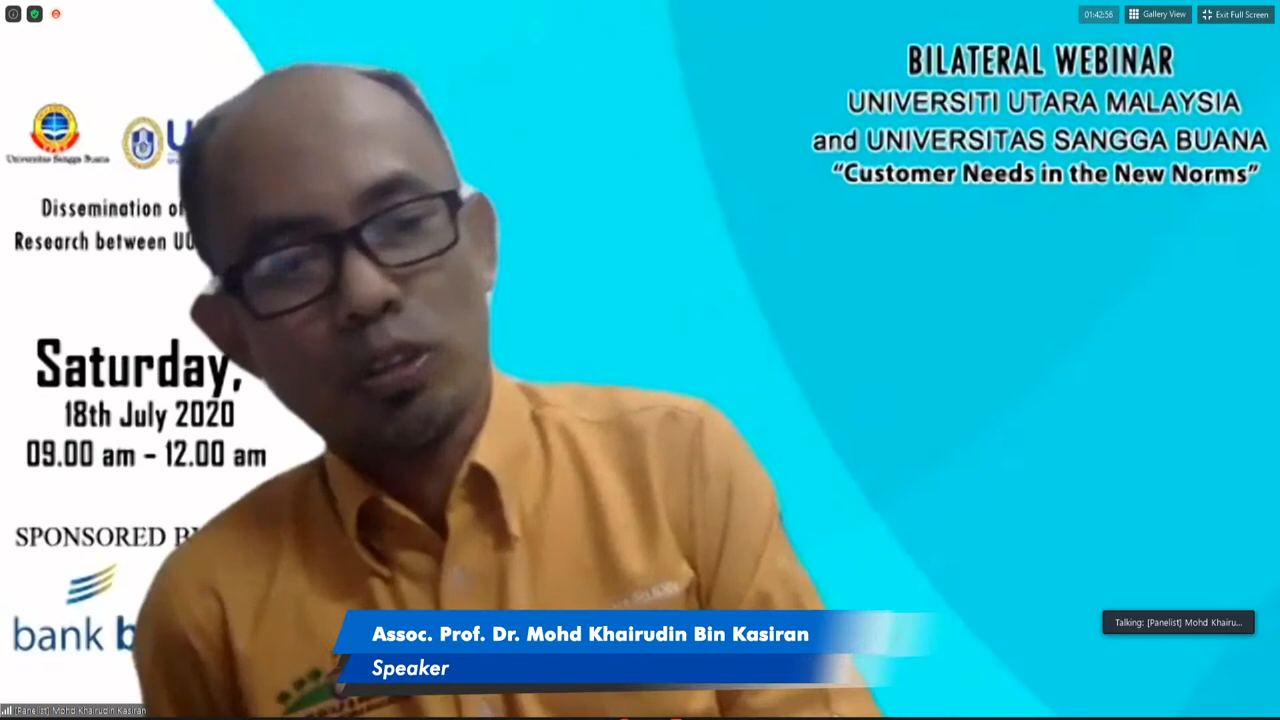 01:42:56
Gallery View
Exit Full Screen
BILATERAL WEBINAR
UNIVERSITI UTARA MALAYSIA
and UNIVERSITAS SANGGA BUANA
“Customer Needs in the New Norms”
Universitas Sangga Buana
U
Dissemination of
Research between
Saturday,
18th July 2020
09.00 am – 12.00 am
SPONSORED
bank b
Assoc. Prof. Dr. Mohd Khairudin Bin Kasiran
Speaker
Talking: [Panelist] Mohd Khairu...
[Panelist] Mohd Khairudin Kasiran